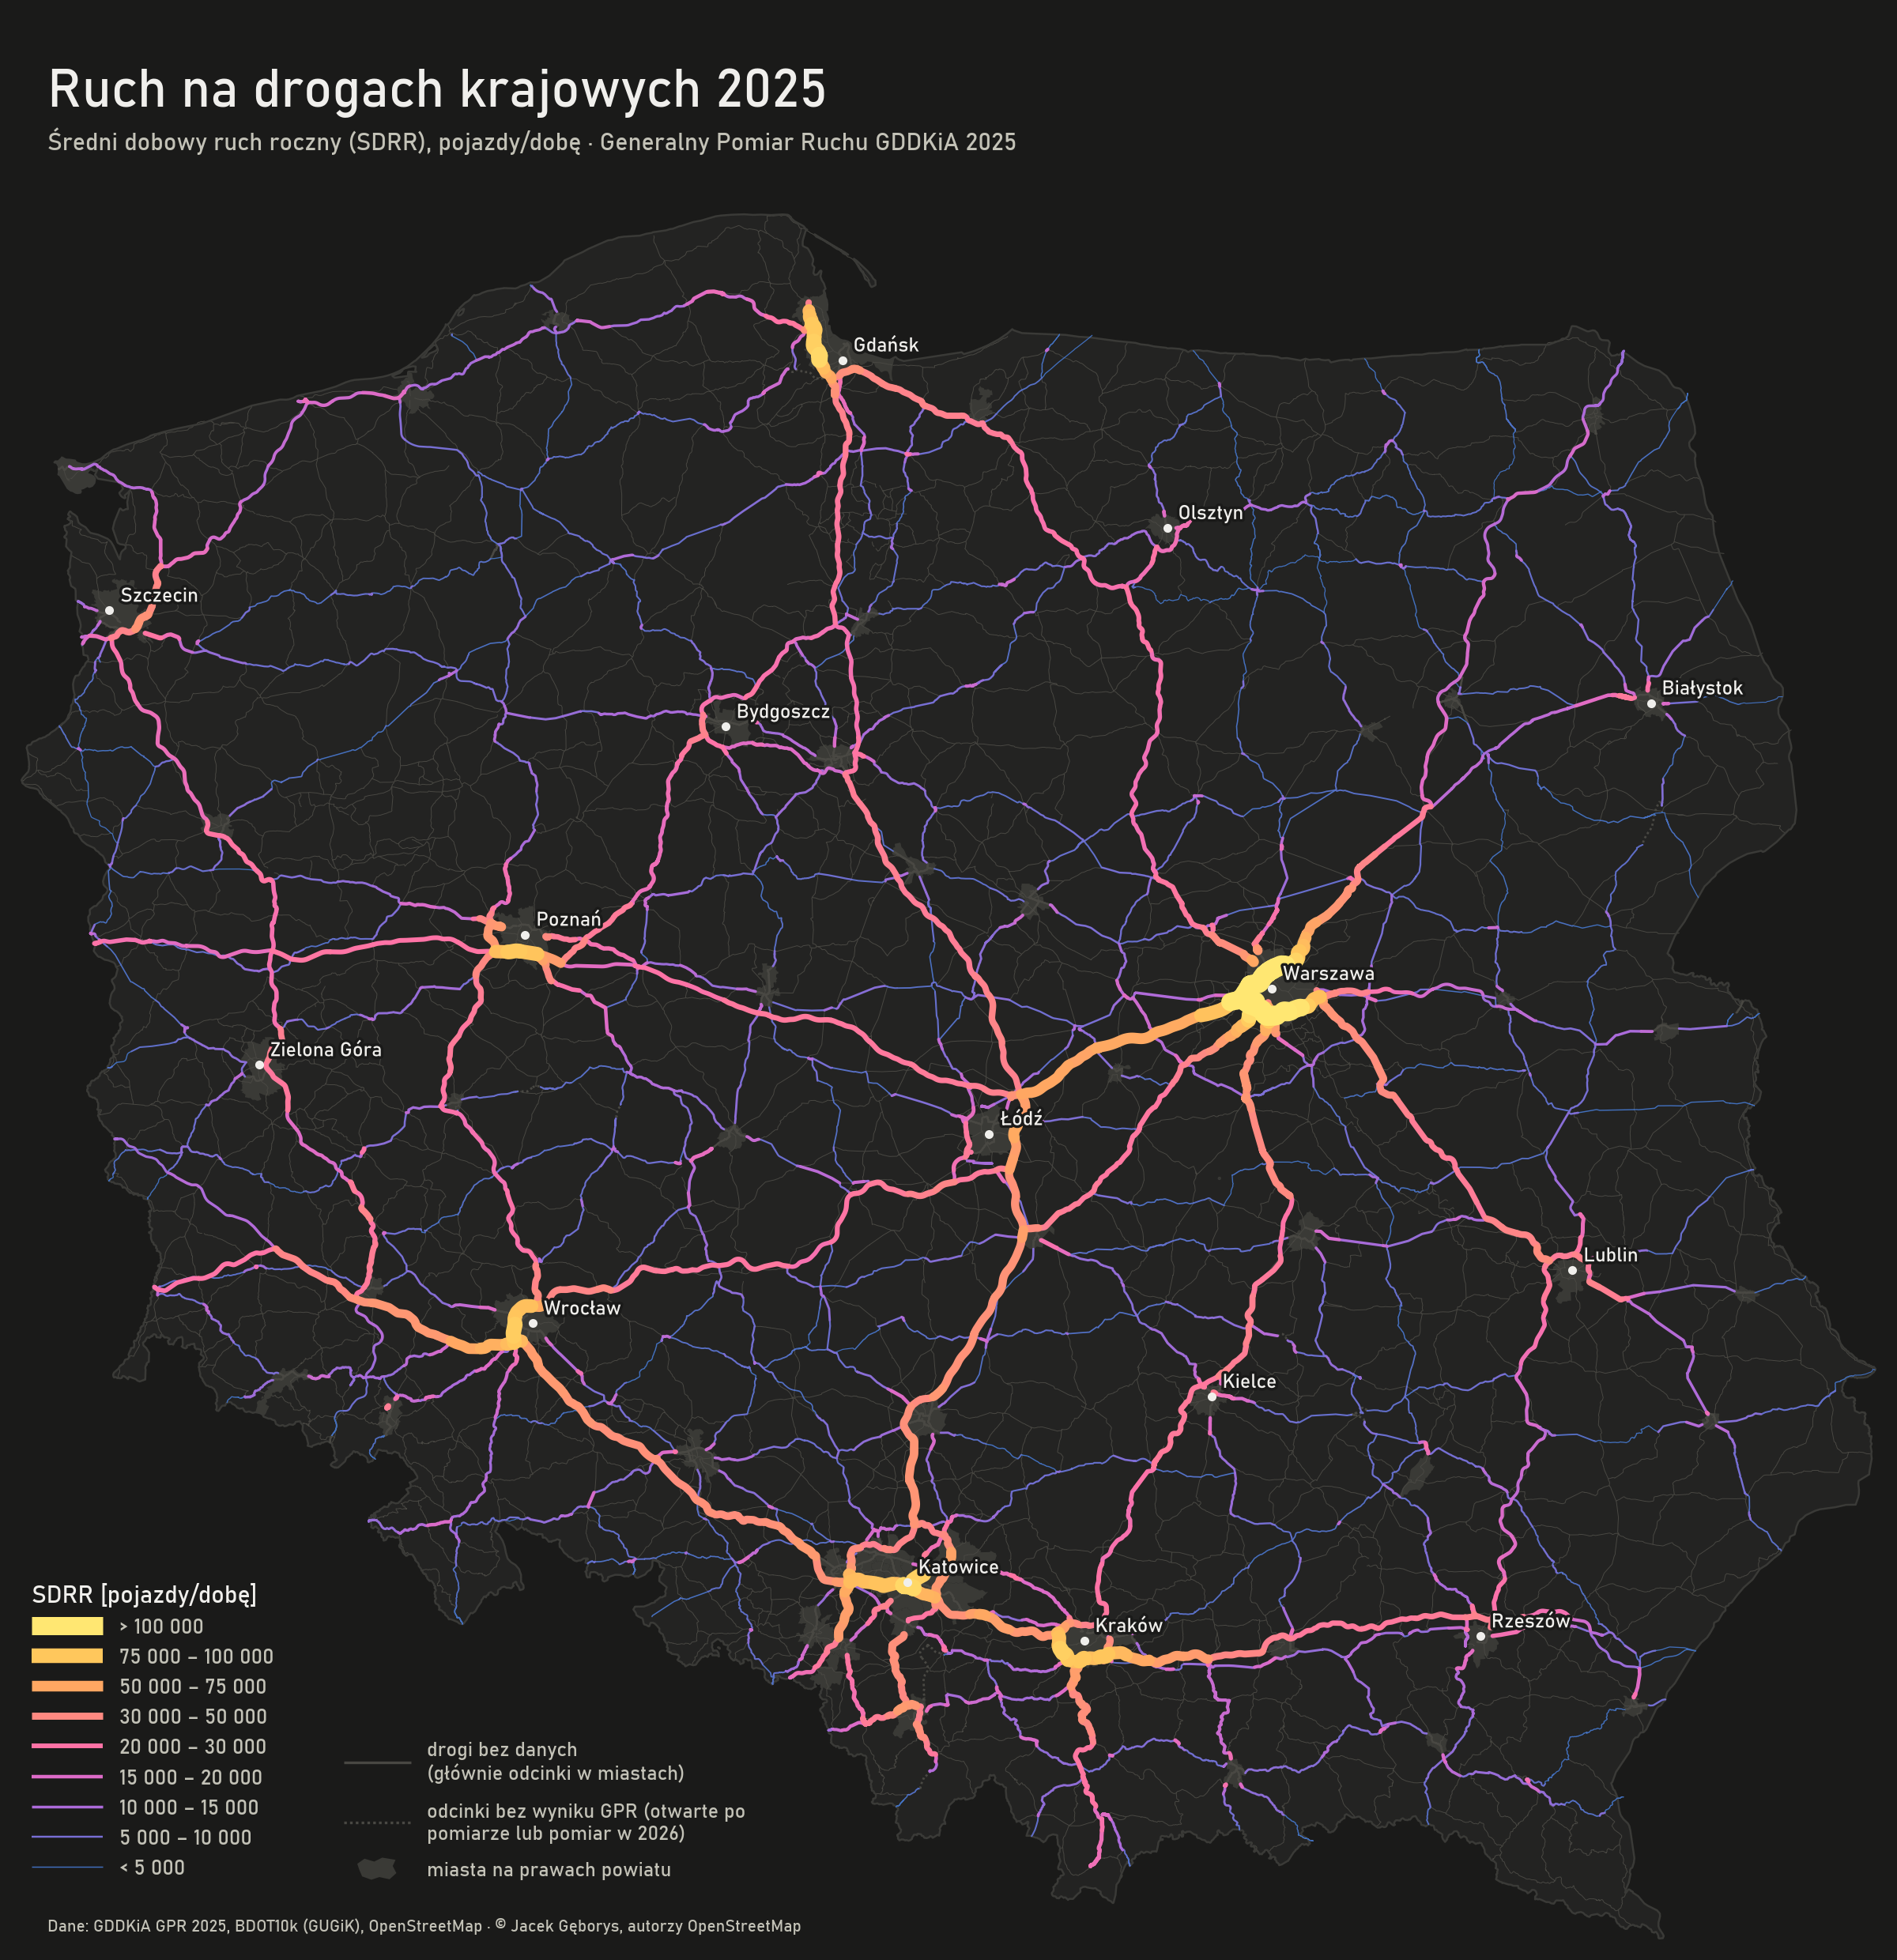 Ruch na drogach krajowych 2025
Średni dobowy ruch roczny (SDRR), pojazdy/dobę · Generalny Pomiar Ruchu GDDKiA 2025
Gdańsk
Olsztyn
Szczecin
Białystok
Bydgoszcz
Poznań
Warszawa
Zielona Góra
Łódź
Lublin
Wrocław
Kielce
Katowice
Kraków
Rzeszów
SDRR [pojazdy/dobę]
> 100 000
75 000 – 100 000
50 000 – 75 000
30 000 – 50 000
20 000 – 30 000
15 000 – 20 000
10 000 – 15 000
5 000 – 10 000
< 5 000
drogi bez danych
(głównie odcinki w miastach)
odcinki bez wyniku GPR (otwarte po
pomiarze lub pomiar w 2026)
miasta na prawach powiatu
Dane: GDDKiA GPR 2025, BDOT10k (GUGiK), OpenStreetMap · © Jacek Gęborys, autorzy OpenStreetMap